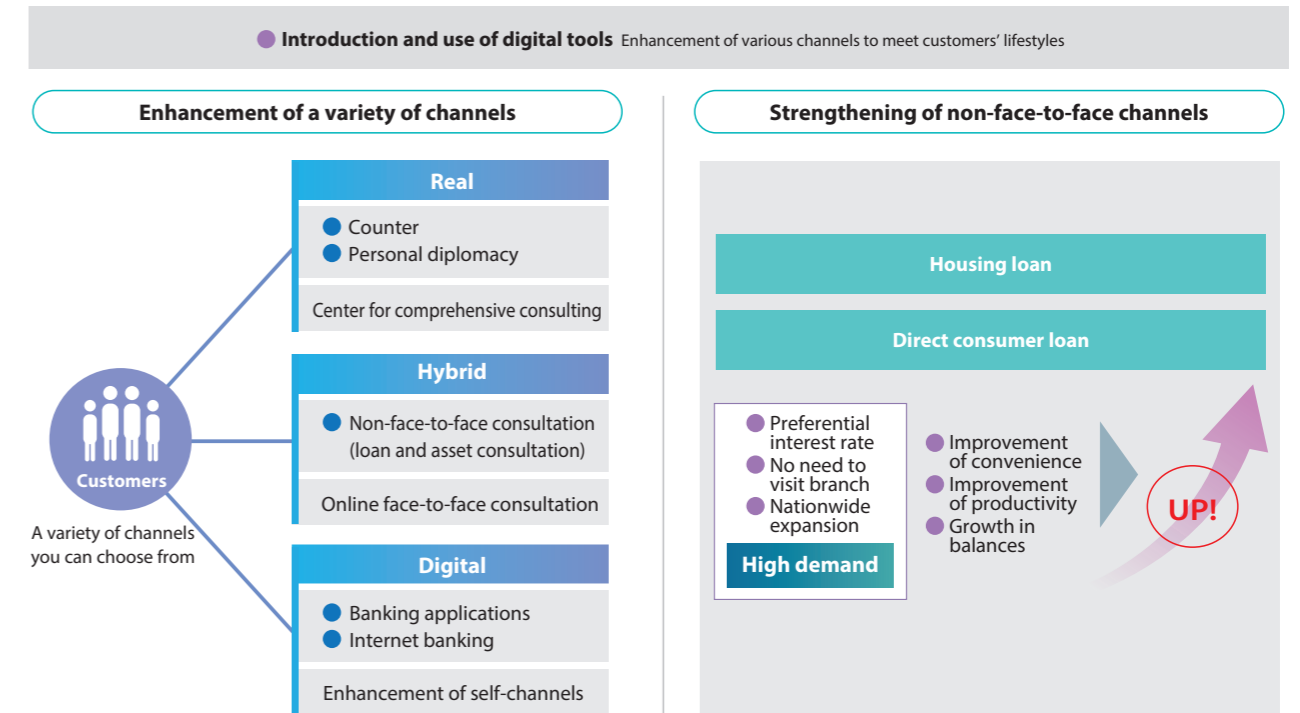 Introduction and use of digital tools Enhancement of various channels to meet customers' lifestyles
Enhancement of a variety of channels
Real
Counter
Personal diplomacy
Center for comprehensive consulting
Hybrid
Non-face-to-face consultation
(loan and asset consultation)
Online face-to-face consultation
Customers
A variety of channels
you can choose from
Digital
Banking applications
Internet banking
Enhancement of self-channels
Strengthening of non-face-to-face channels
Housing loan
Direct consumer loan
Preferential
interest rate
No need to
visit branch
Nationwide
expansion
High demand
Improvement
of convenience
Improvement
of productivity
Growth in
balances
UP!